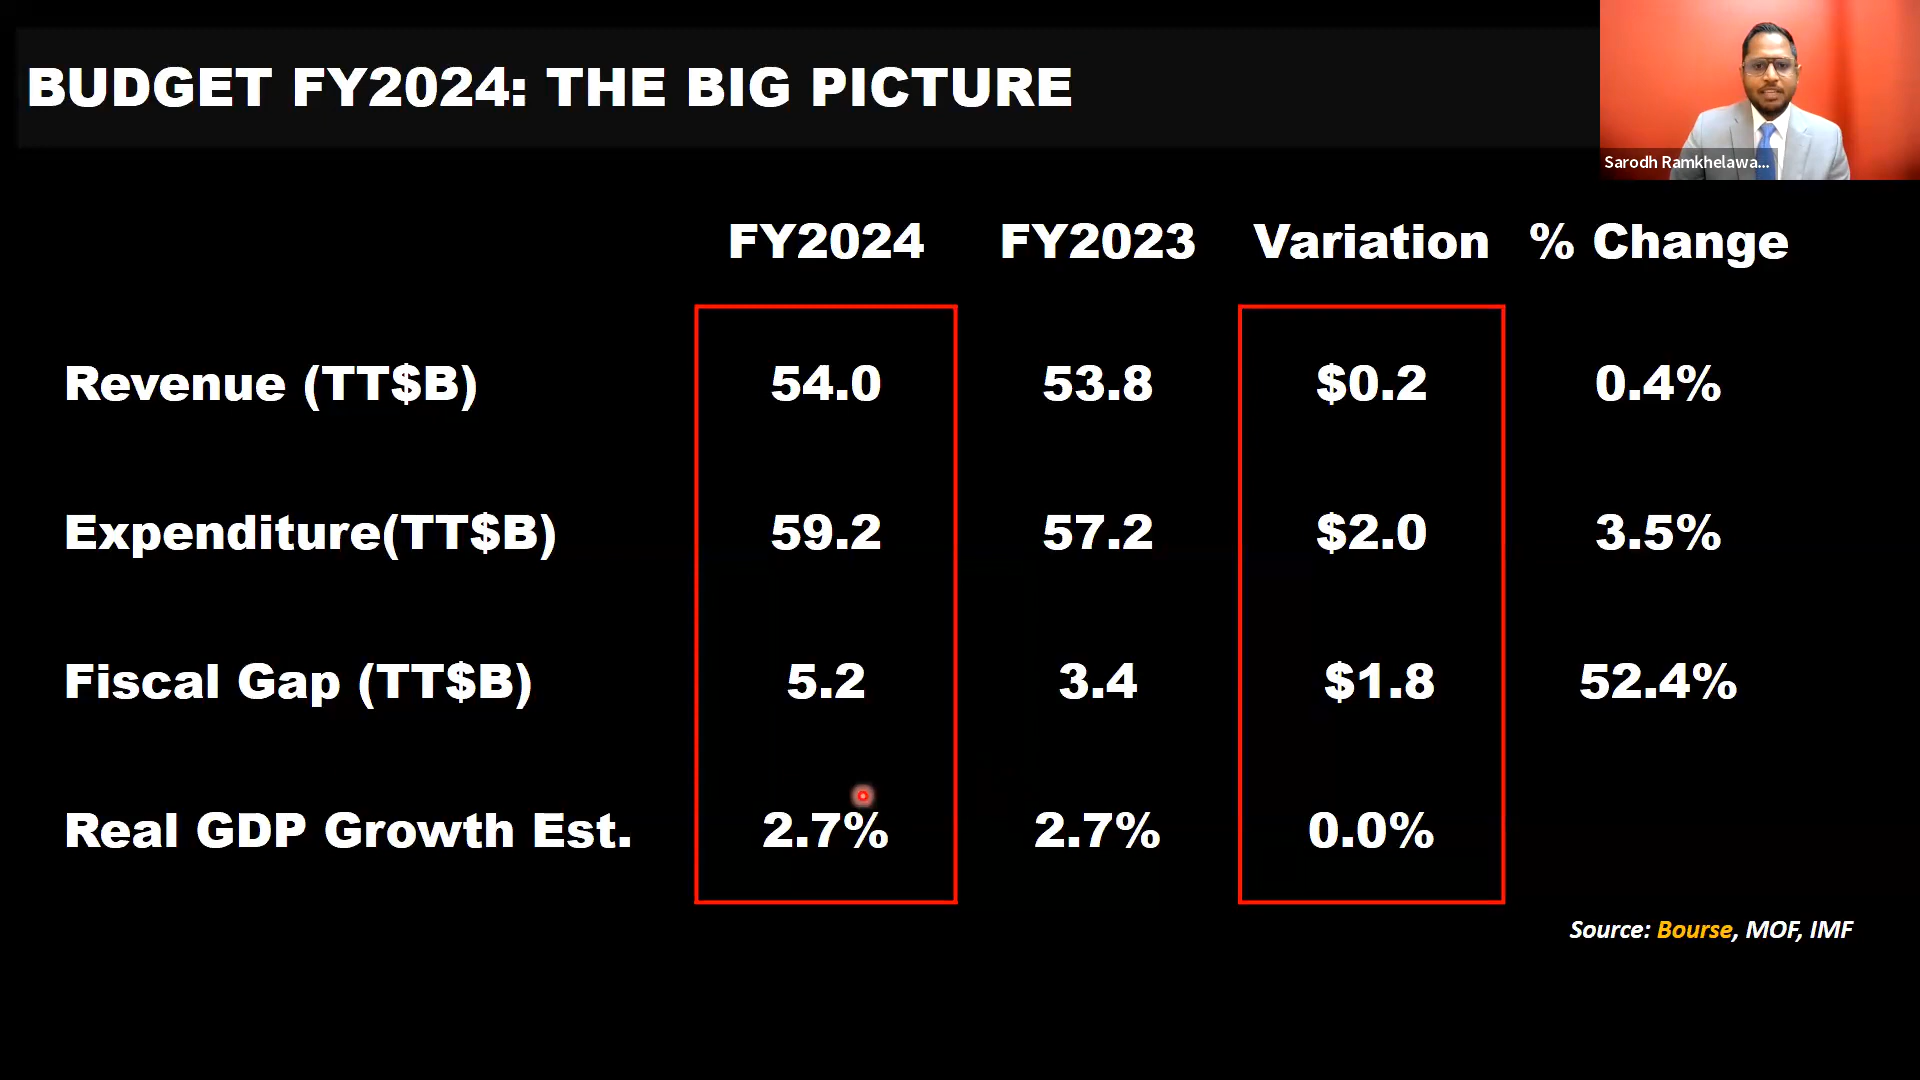 BUDGET FY2024: THE BIG PICTURE
Sarodh Ramkhelawa...
FY2024 FY2023 Variation % Change
Revenue (TT$B) 54.0 53.8 $0.2 0.4%
Expenditure(TT$B) 59.2 57.2 $2.0 3.5%
Fiscal Gap (TT$B) 5.2 3.4 $1.8 52.4%
Real GDP Growth Est. 2.7% 2.7% 0.0%
Source: Bourse, MOF, IMF